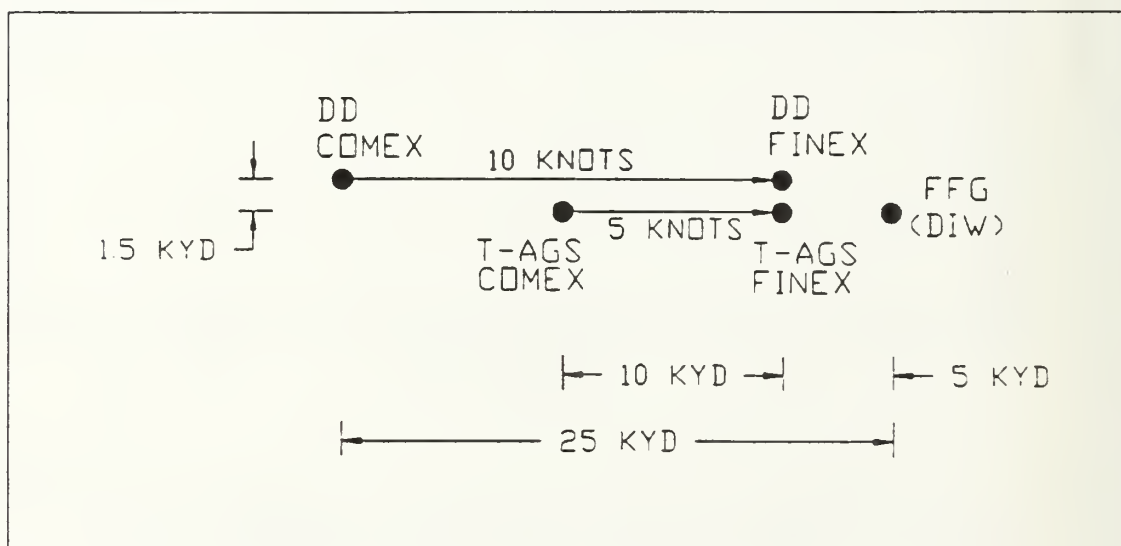 DD
COMEX
10 KNOTS
DD
FINEX
FFG
(DIW)
1.5 KYD
5 KNOTS
T-AGS
COMEX
T-AGS
FINEX
10 KYD
5 KYD
25 KYD